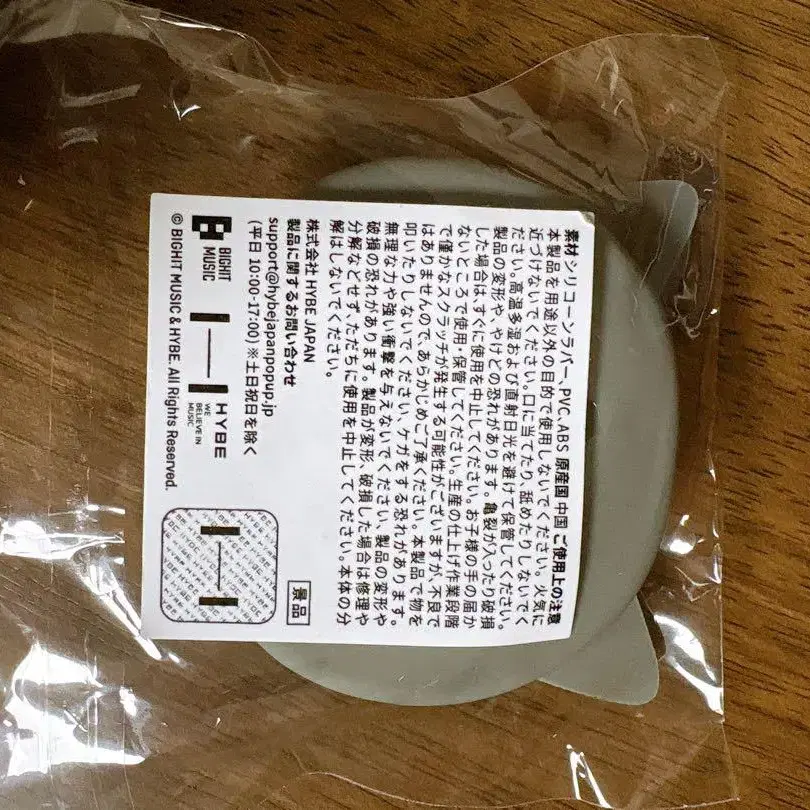 素材 シリコーンラバー、PVC、ABS 原産国 中国 ご使用上の注意
本製品を用途以外の目的で使用しないでください。火気に
近づけないでください。口に当てたり、舐めたりしないでく
ださい。高温多湿および直射日光を避けて保管してください。
製品の変形や、やけどの恐れがあります。亀裂が入ったり破損
した場合は、すぐに使用を中止してください。お子様の手の届か
ないところで使用・保管してください。生産の仕上げ作業段階
で僅かなスクラッチが発生する可能性がございますが、不良で
はありませんので、あらかじめご了承ください。本製品で物を
叩いたりしないでください、ケガをする恐れがあります。
無理な力や強い衝撃を与えないでください、製品の変形や
破損の恐れがあります。製品が変形、破損した場合は修理や
分解などせず、ただちに使用を中止してください。本体の分
解はしないでください。
株式会社 HYBE JAPAN
製品に関するお問い合わせ
support@hybejapanpopup.jp
(平日 10:00-17:00) ※土日祝日を除く
景品
BIGHIT
MUSIC
HYBE
WE
BELIEVE IN
MUSIC
© BIGHIT MUSIC & HYBE. All Rights Reserved.